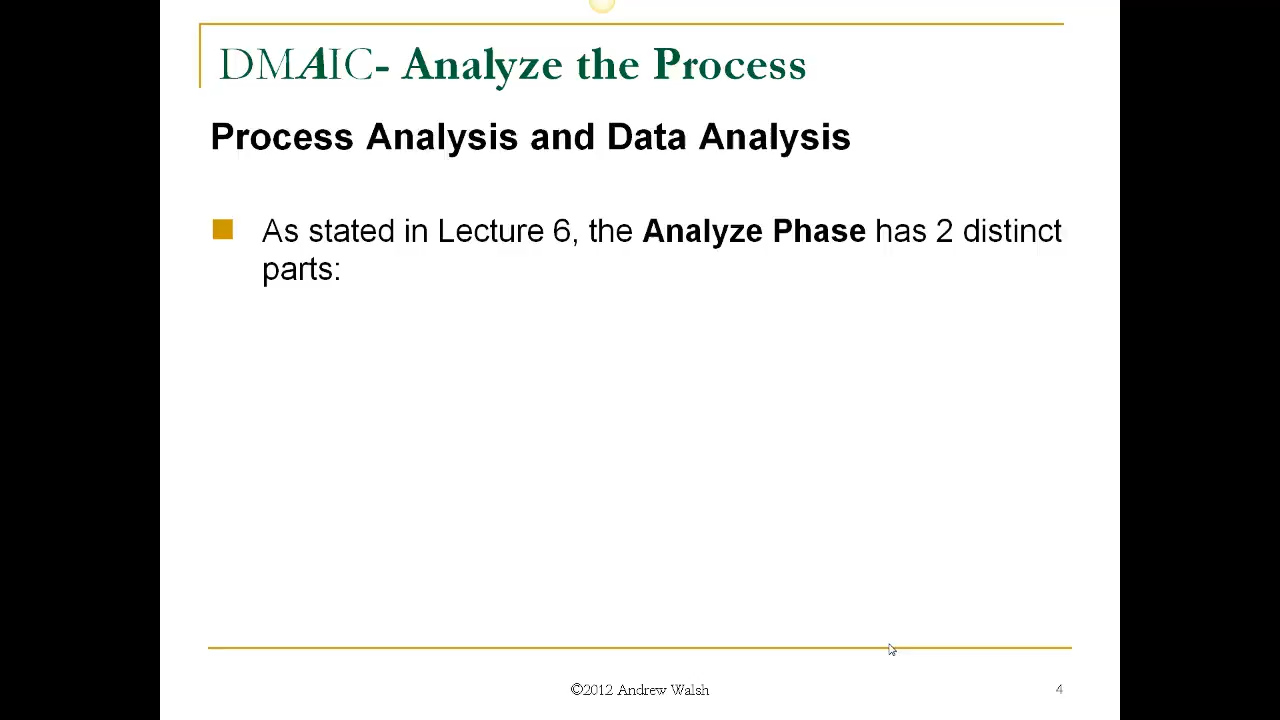 DMAIC- Analyze the Process
Process Analysis and Data Analysis
As stated in Lecture 6, the Analyze Phase has 2 distinct
parts:
©2012 Andrew Walsh
4